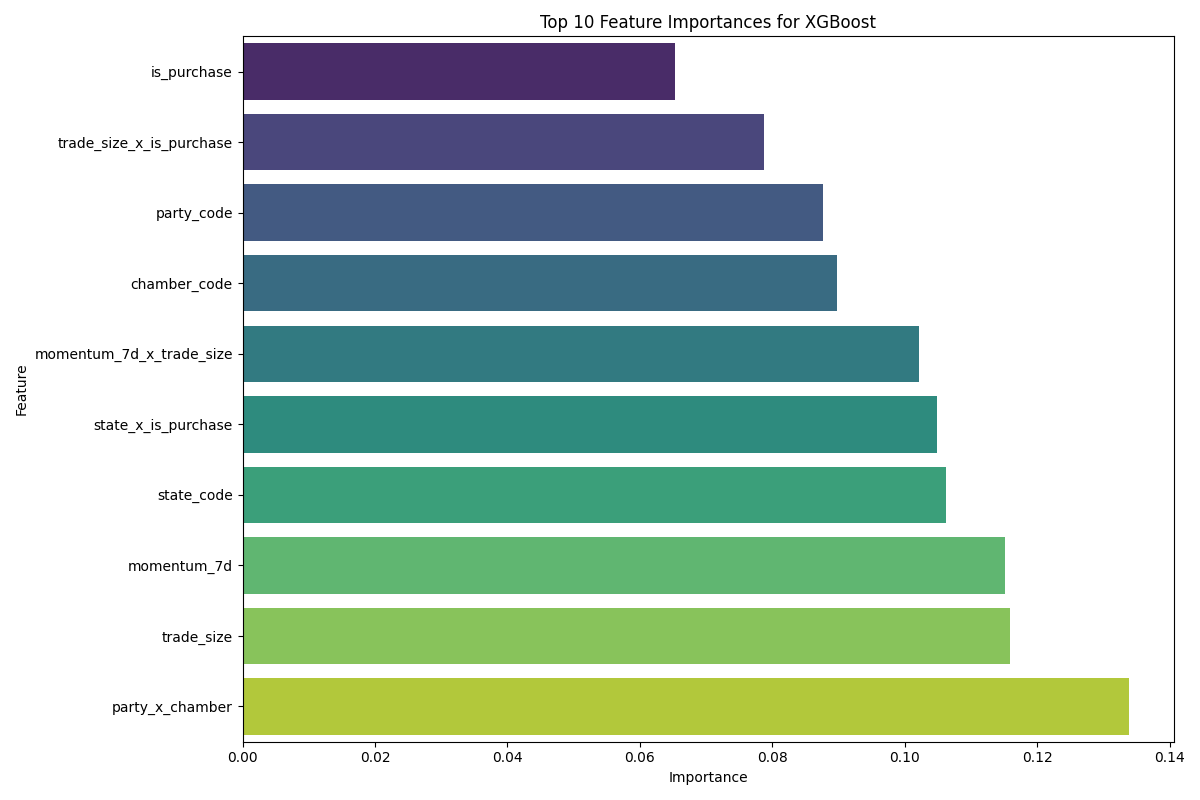 Top 10 Feature Importances for XGBoost
is_purchase
trade_size_x_is_purchase
party_code
chamber_code
momentum_7d_x_trade_size
state_x_is_purchase
state_code
momentum_7d
trade_size
party_x_chamber
Feature
0.00 0.02 0.04 0.06 0.08 0.10 0.12 0.14
Importance